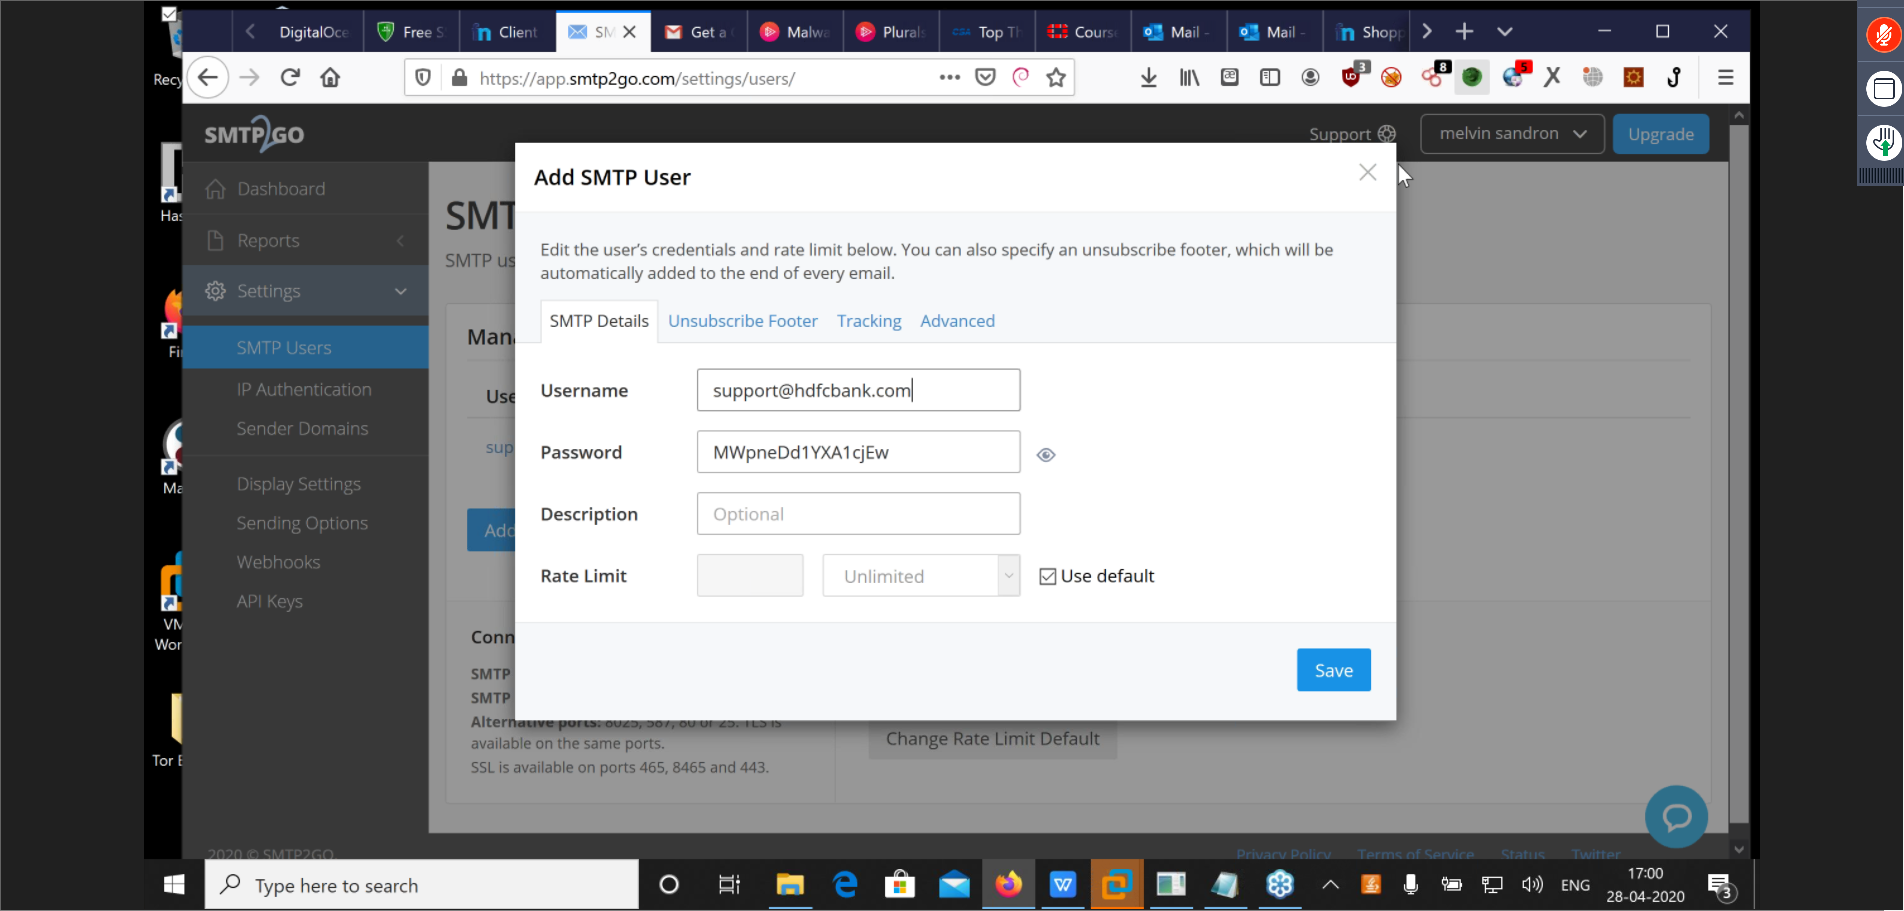 DigitalOce
Free S
Client
SM
Get a
Malwa
Plurals
Top Th
Course
Mail -
Mail -
Shopp
https://app.smtp2go.com/settings/users/
3
8
5
Recy
Has
Fi
Ma
VM
Wor
Tor E
SMTP2GO
Support
melvin sandron
Upgrade
Dashboard
Reports
Settings
SMTP Users
IP Authentication
Sender Domains
Display Settings
Sending Options
Webhooks
API Keys
SMT
SMTP us
Mana
Use
sup
Add
Add SMTP User
Edit the user's credentials and rate limit below. You can also specify an unsubscribe footer, which will be
automatically added to the end of every email.
SMTP Details Unsubscribe Footer Tracking Advanced
Username support@hdfcbank.com
Password MWpneDd1YXA1cjEw
Description Optional
Rate Limit Unlimited Use default
Save
Conn
SMTP
SMTP
Alternative ports: 8025, 587, 80 or 25. TLS is
available on the same ports.
SSL is available on ports 465, 8465 and 443.
Change Rate Limit Default
2020 © SMTP2GO.
Privacy Policy Terms of Service Status Twitter
Type here to search
ENG
17:00
28-04-2020
3